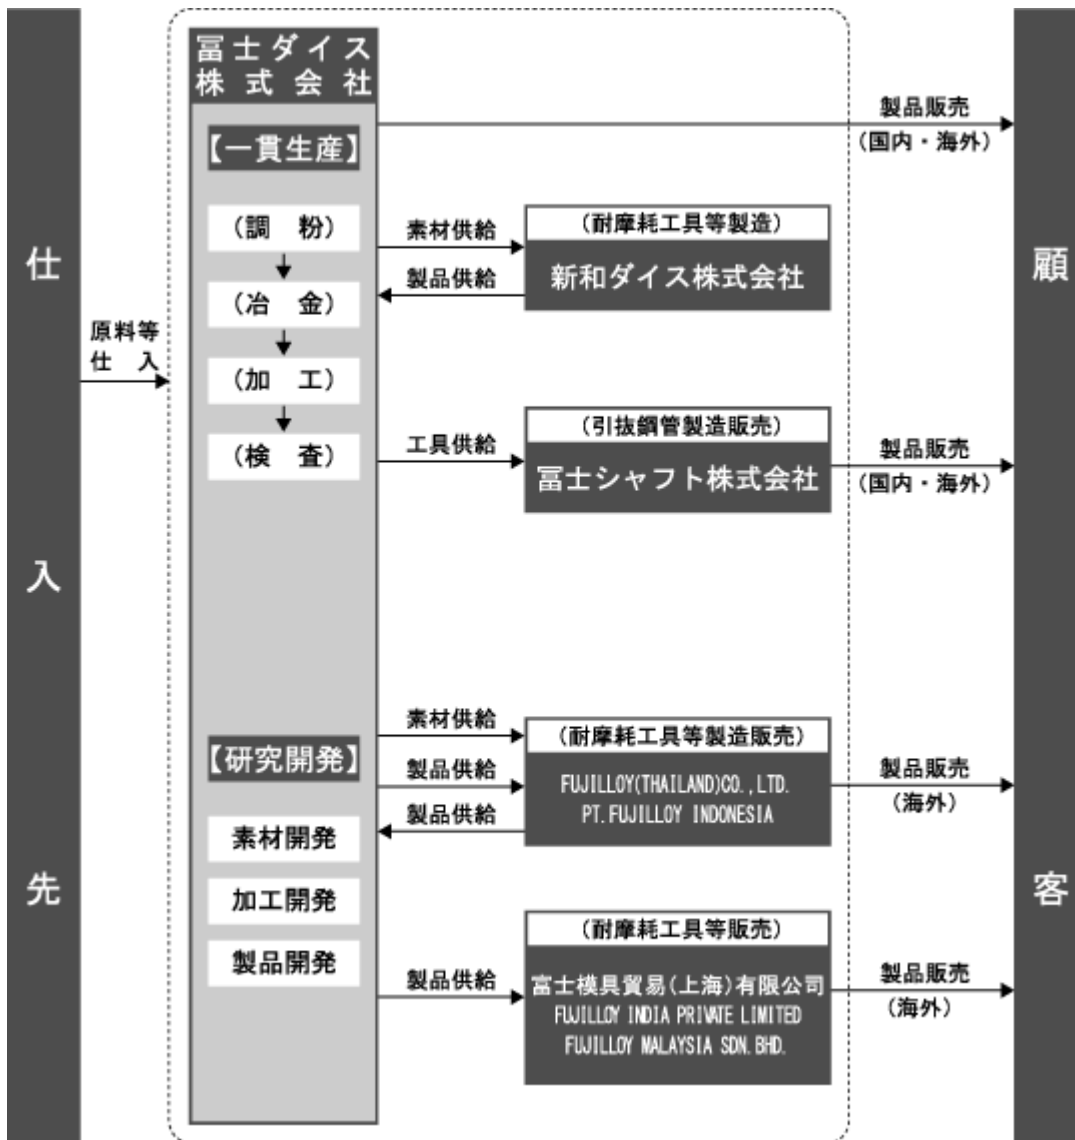 仕入先
原料等
仕　入
冨士ダイス
株式会社
【一貫生産】
（調　粉）
（冶　金）
（加　工）
（検　査）
【研究開発】
素材開発
加工開発
製品開発
製品販売
（国内・海外）
素材供給
製品供給
（耐摩耗工具等製造）
新和ダイス株式会社
工具供給
（引抜鋼管製造販売）
冨士シャフト株式会社
製品販売
（国内・海外）
素材供給
製品供給
製品供給
（耐摩耗工具等製造販売）
FUJILLOY(THAILAND)CO.,LTD.
PT.FUJILLOY INDONESIA
製品販売
（海外）
製品供給
（耐摩耗工具等販売）
富士模具貿易(上海)有限公司
FUJILLOY INDIA PRIVATE LIMITED
FUJILLOY MALAYSIA SDN.BHD.
製品販売
（海外）
顧客